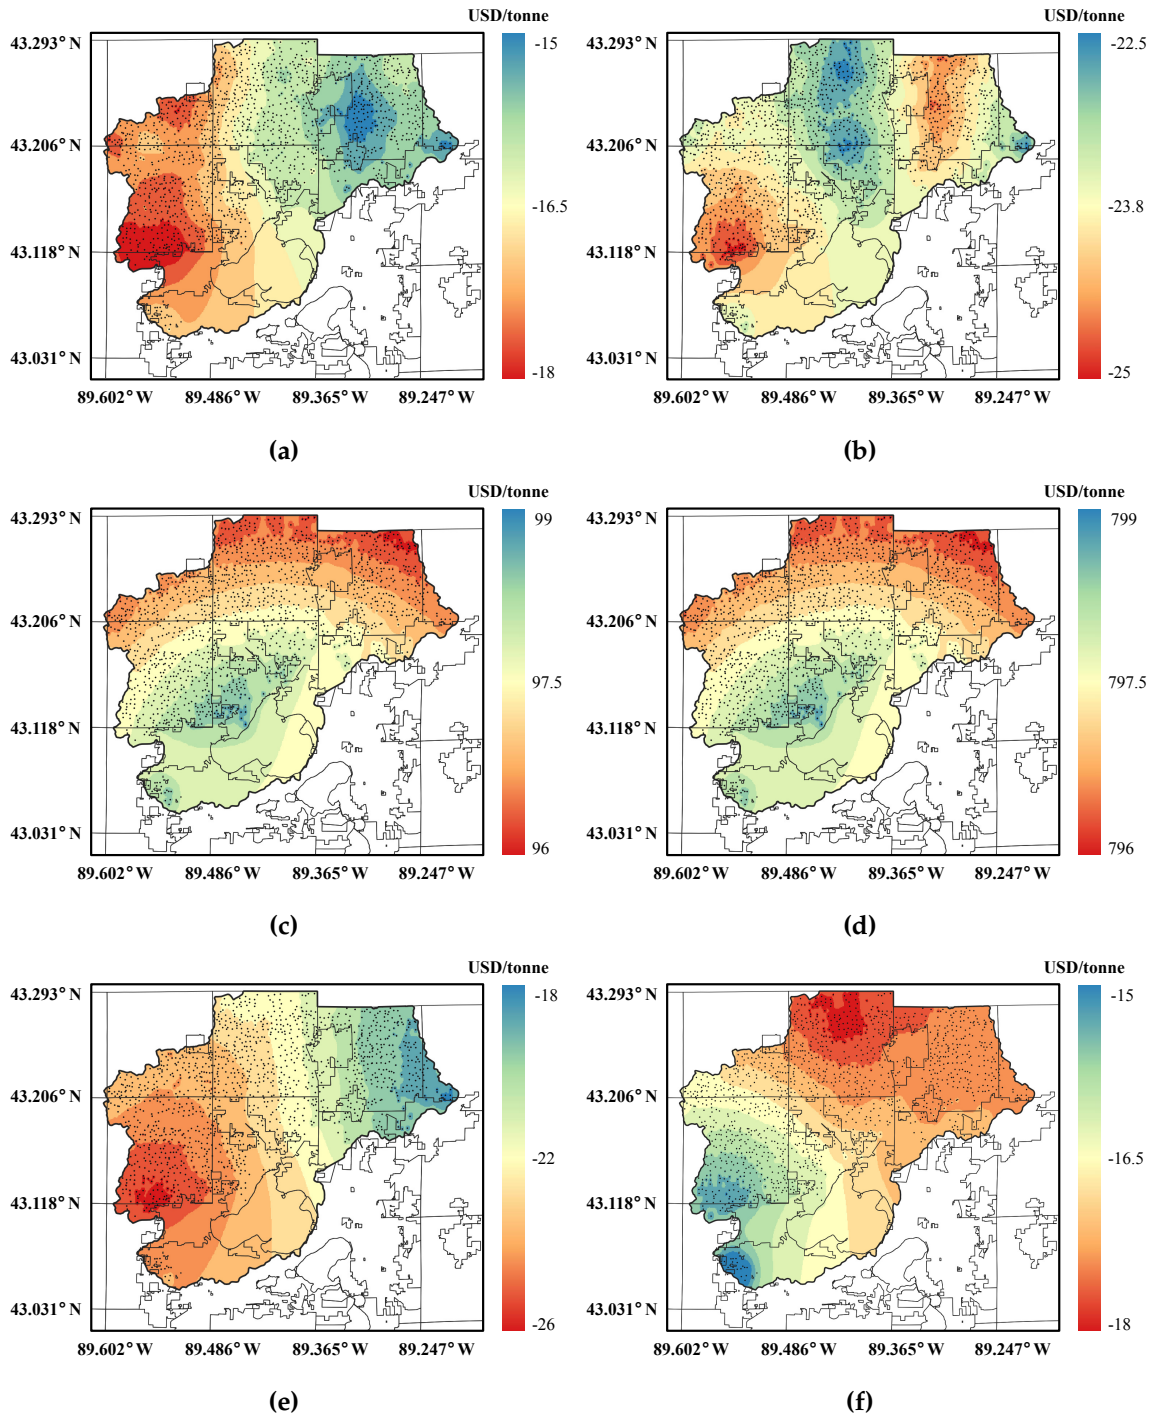 USD/tonne USD/tonne
43.293° N -15 43.293° N -22.5
43.206° N 43.206° N
-16.5 -23.8
43.118° N 43.118° N
43.031° N 43.031° N
-18 -25
89.602° W 89.486° W 89.365° W 89.247° W 89.602° W 89.486° W 89.365° W 89.247° W
(a) (b)
USD/tonne USD/tonne
43.293° N 99 43.293° N 799
43.206° N 43.206° N
97.5 797.5
43.118° N 43.118° N
43.031° N 43.031° N
96 796
89.602° W 89.486° W 89.365° W 89.247° W 89.602° W 89.486° W 89.365° W 89.247° W
(c) (d)
USD/tonne USD/tonne
43.293° N -18 43.293° N -15
43.206° N 43.206° N
-22 -16.5
43.118° N 43.118° N
43.031° N 43.031° N
-26 -18
89.602° W 89.486° W 89.365° W 89.247° W 89.602° W 89.486° W 89.365° W 89.247° W
(e) (f)